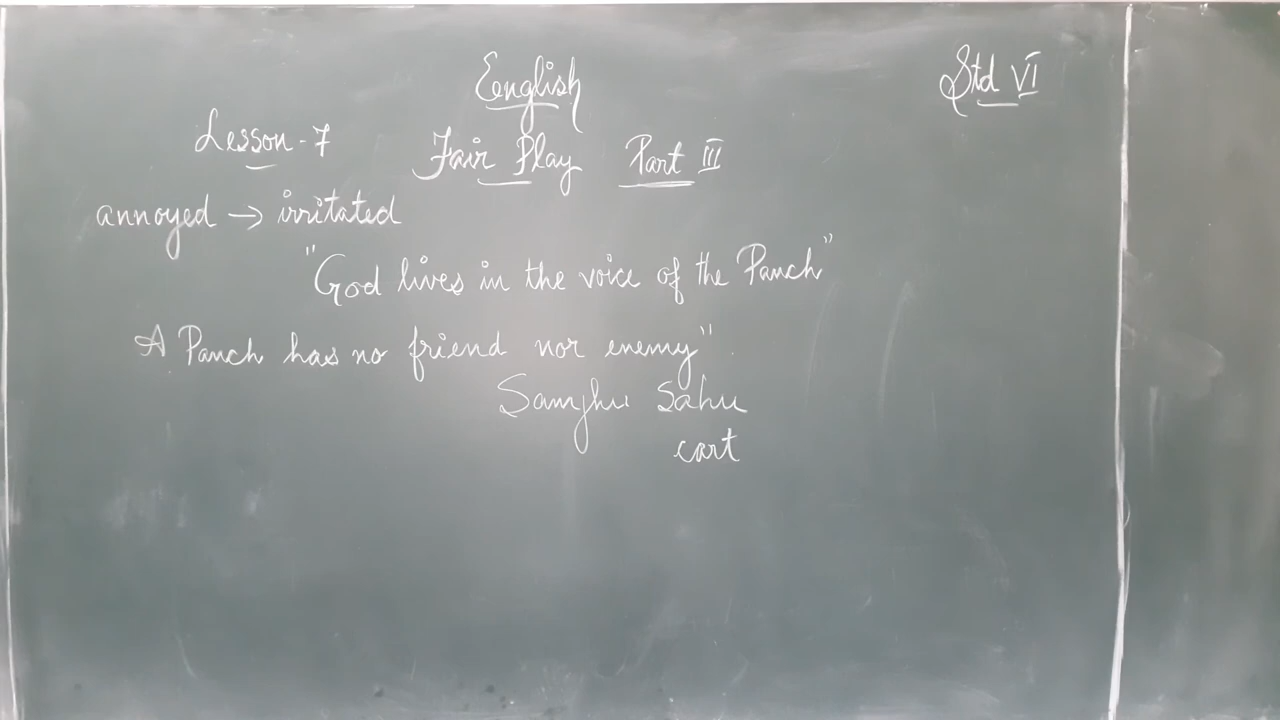 English
Std VI
Lesson-7 Fair Play Part III
annoyed → irritated
"God lives in the voice of the Panch"
A Panch has no friend nor enemy".
Samjhu Sahu
cart